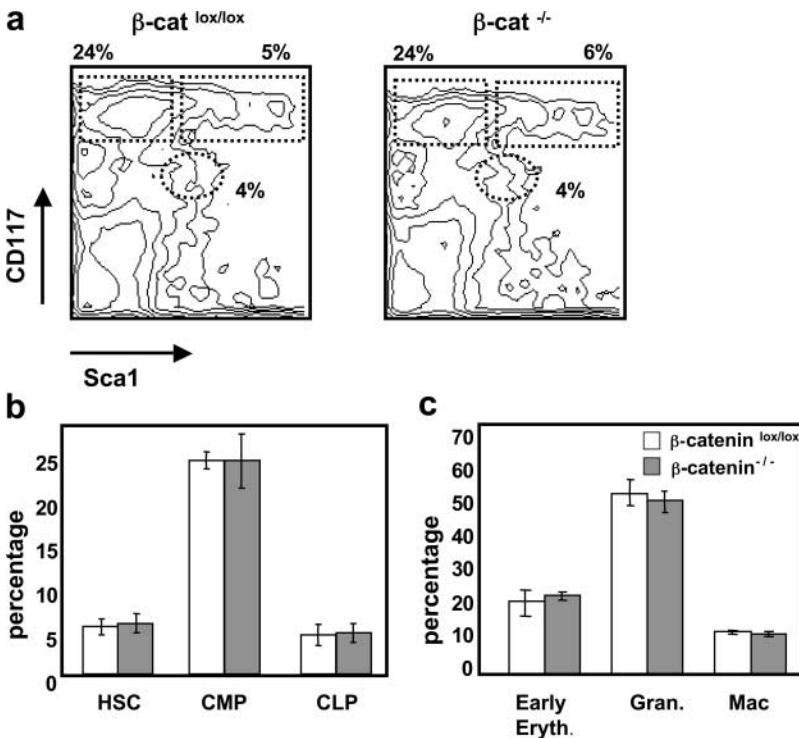 a
β-cat lox/lox
β-cat -/-
24%
5%
24%
6%
4%
4%
CD117
Sca1
b
c
25
20
15
10
5
0
percentage
HSC
CMP
CLP
70
60
50
40
30
20
10
0
percentage
β-catenin lox/lox
β-catenin -/-
Early
Eryth.
Gran.
Mac